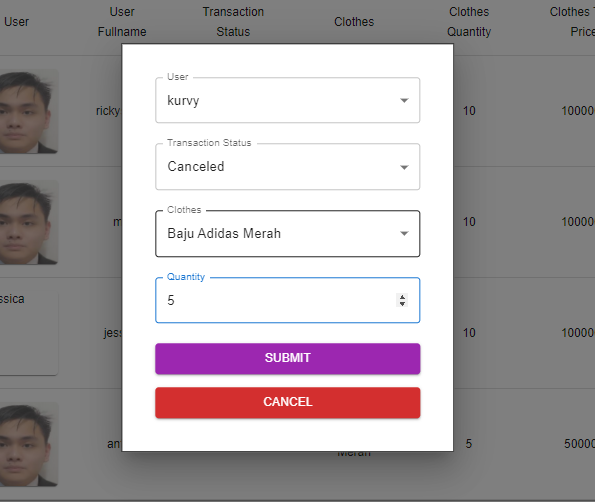 User
User
Fullname
Transaction
Status
Clothes
Clothes
Quantity
Clothes T
Price
ricky
10
10000
m
10
10000
ssica
jess
10
10000
an
Merah
5
50000
User
kurvy
Transaction Status
Canceled
Clothes
Baju Adidas Merah
Quantity
5
SUBMIT
CANCEL